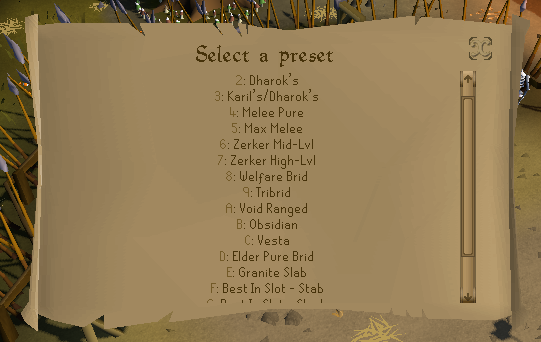 Select a preset
2: Dharok's
3: Karil's/Dharok's
4: Melee Pure
5: Max Melee
6: Zerker Mid-Lvl
7: Zerker High-Lvl
8: Welfare Brid
9: Tribrid
A: Void Ranged
B: Obsidian
C: Vesta
D: Elder Pure Brid
E: Granite Slab
F: Best In Slot - Stab